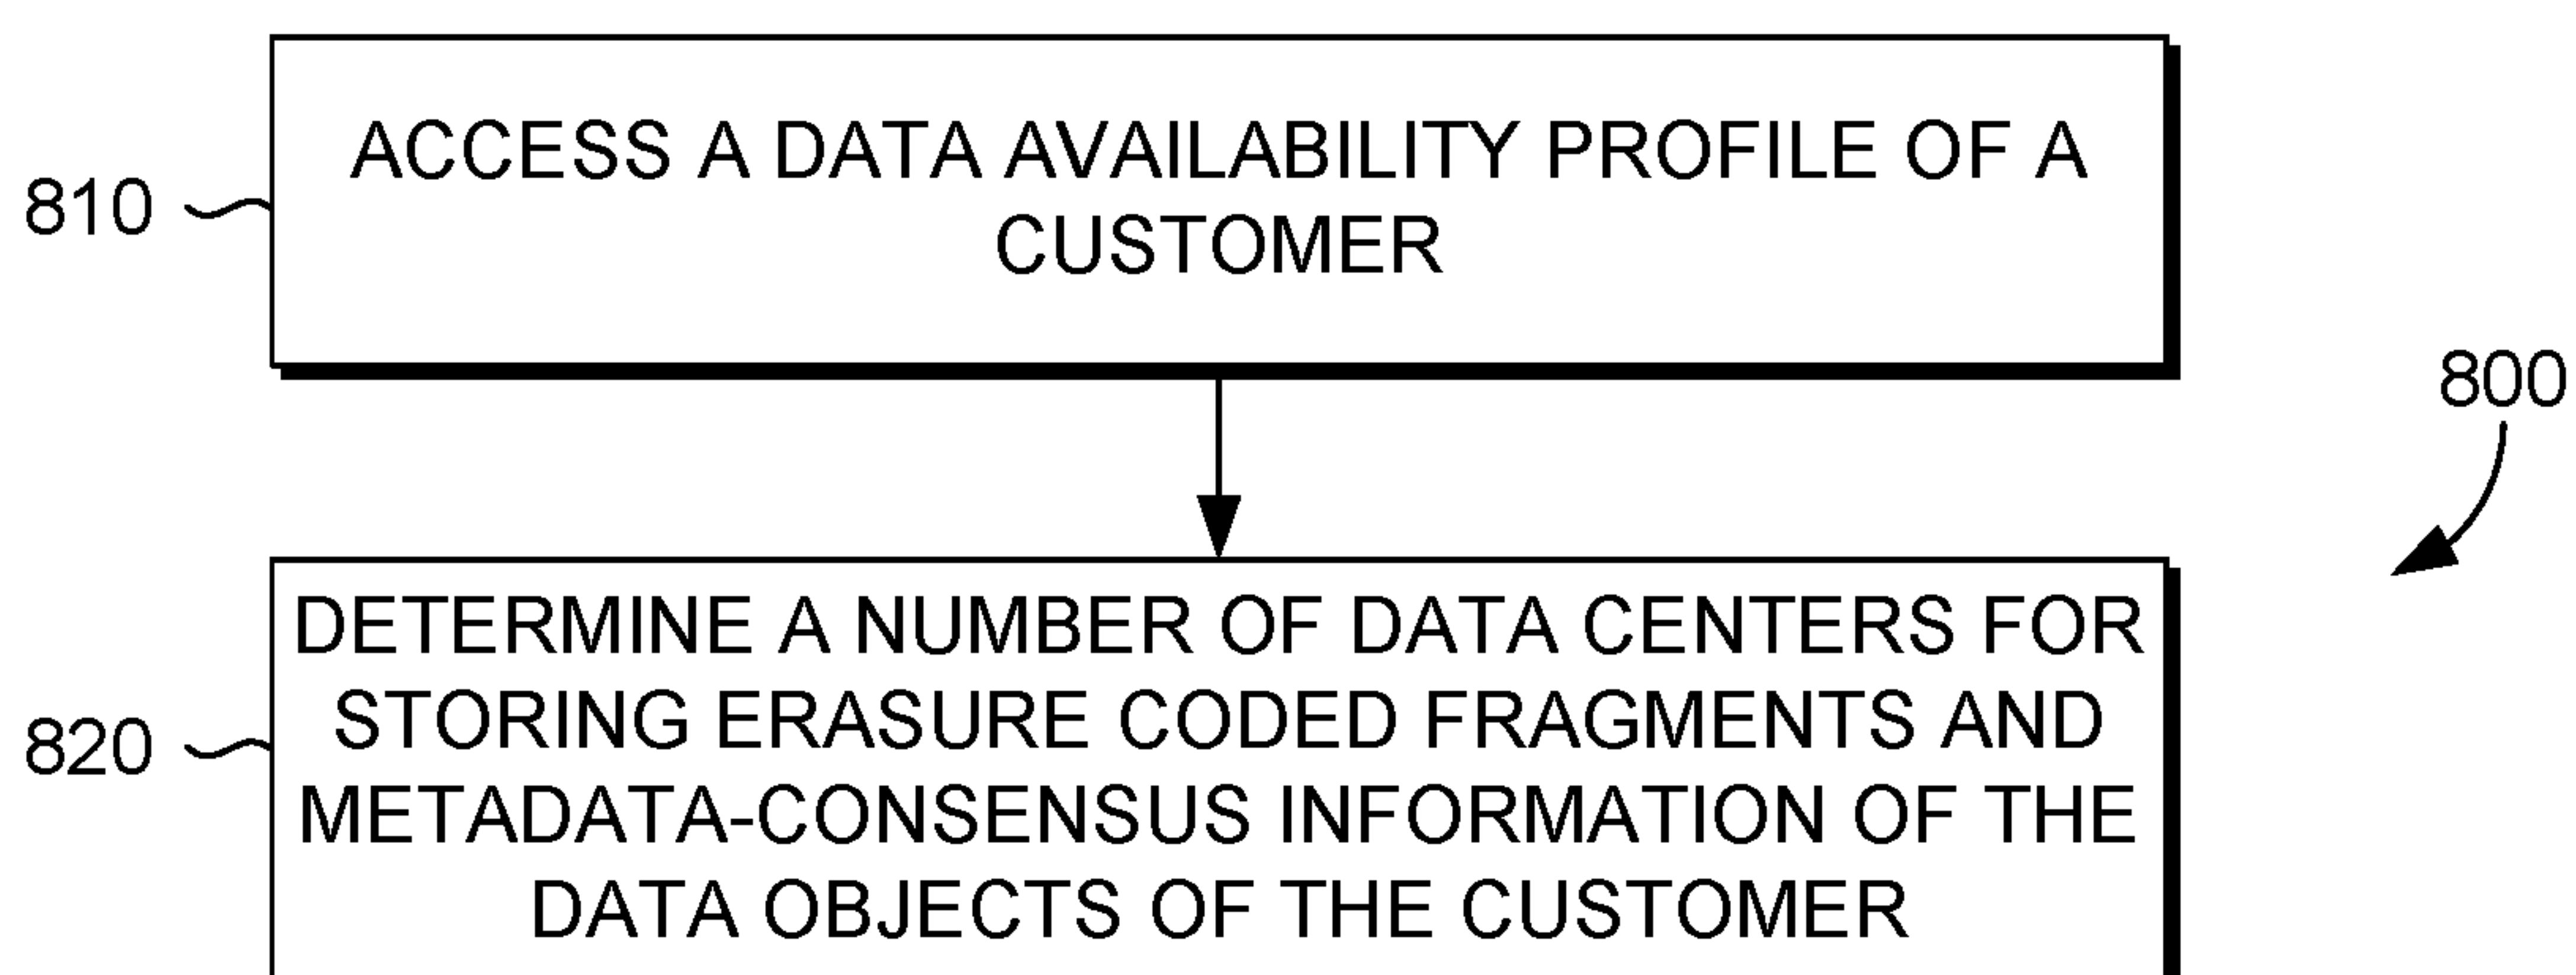 810
ACCESS A DATA AVAILABILITY PROFILE OF A
CUSTOMER
800
820
DETERMINE A NUMBER OF DATA CENTERS FOR
STORING ERASURE CODED FRAGMENTS AND
METADATA-CONSENSUS INFORMATION OF THE
DATA OBJECTS OF THE CUSTOMER